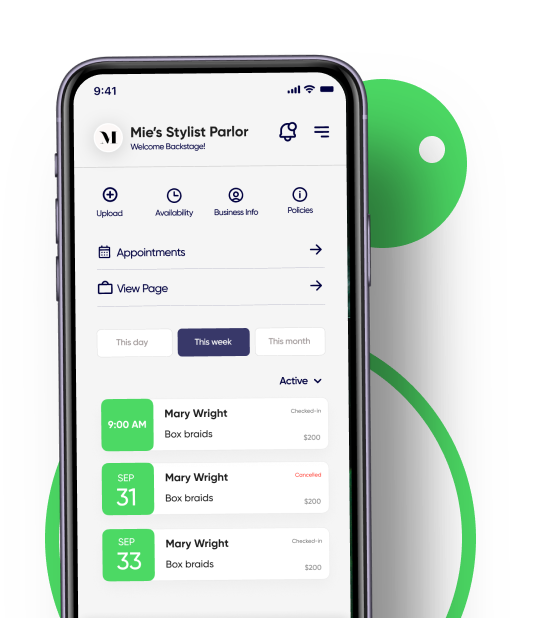 9:41
M
Mie's Stylist Parlor
Welcome Backstage!
Upload
Availability
Business Info
Policies
Appointments
View Page
This day
This week
This month
Active
9:00 AM
Mary Wright
Checked-in
Box braids
$200
SEP
31
Mary Wright
Cancelled
Box braids
$200
SEP
33
Mary Wright
Checked-in
Box braids
$200